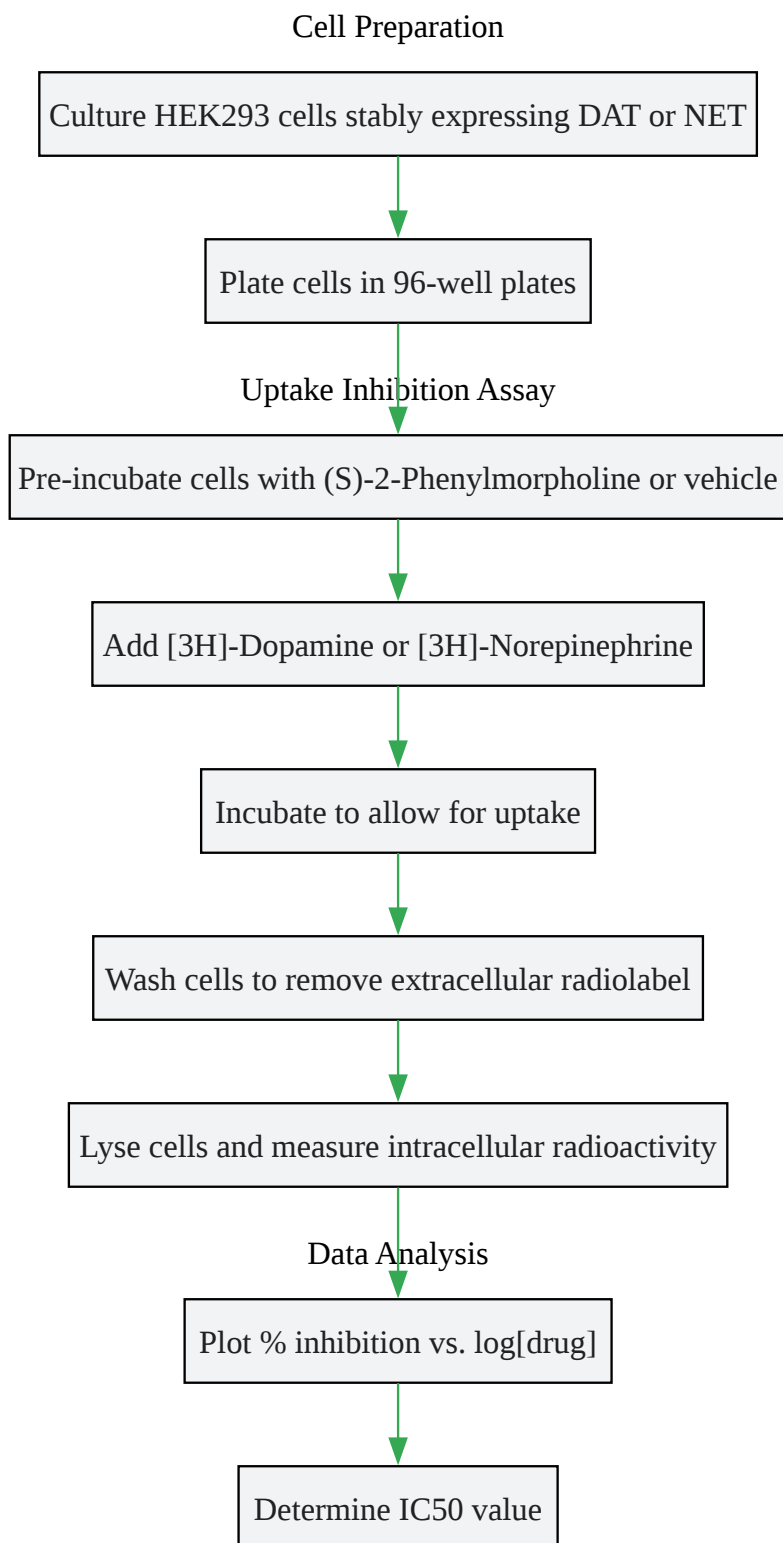 Cell Preparation
Culture HEK293 cells stably expressing DAT or NET
Plate cells in 96-well plates
Uptake Inhibition Assay
Pre-incubate cells with (S)-2-Phenylmorpholine or vehicle
Add [3H]-Dopamine or [3H]-Norepinephrine
Incubate to allow for uptake
Wash cells to remove extracellular radiolabel
Lyse cells and measure intracellular radioactivity
Data Analysis
Plot % inhibition vs. log[drug]
Determine IC50 value